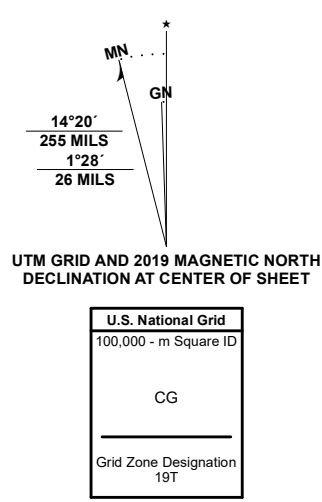 MN
GN
14°20´
255 MILS
1°28´
26 MILS
UTM GRID AND 2019 MAGNETIC NORTH
DECLINATION AT CENTER OF SHEET
U.S. National Grid
100,000 - m Square ID
CG
Grid Zone Designation
19T